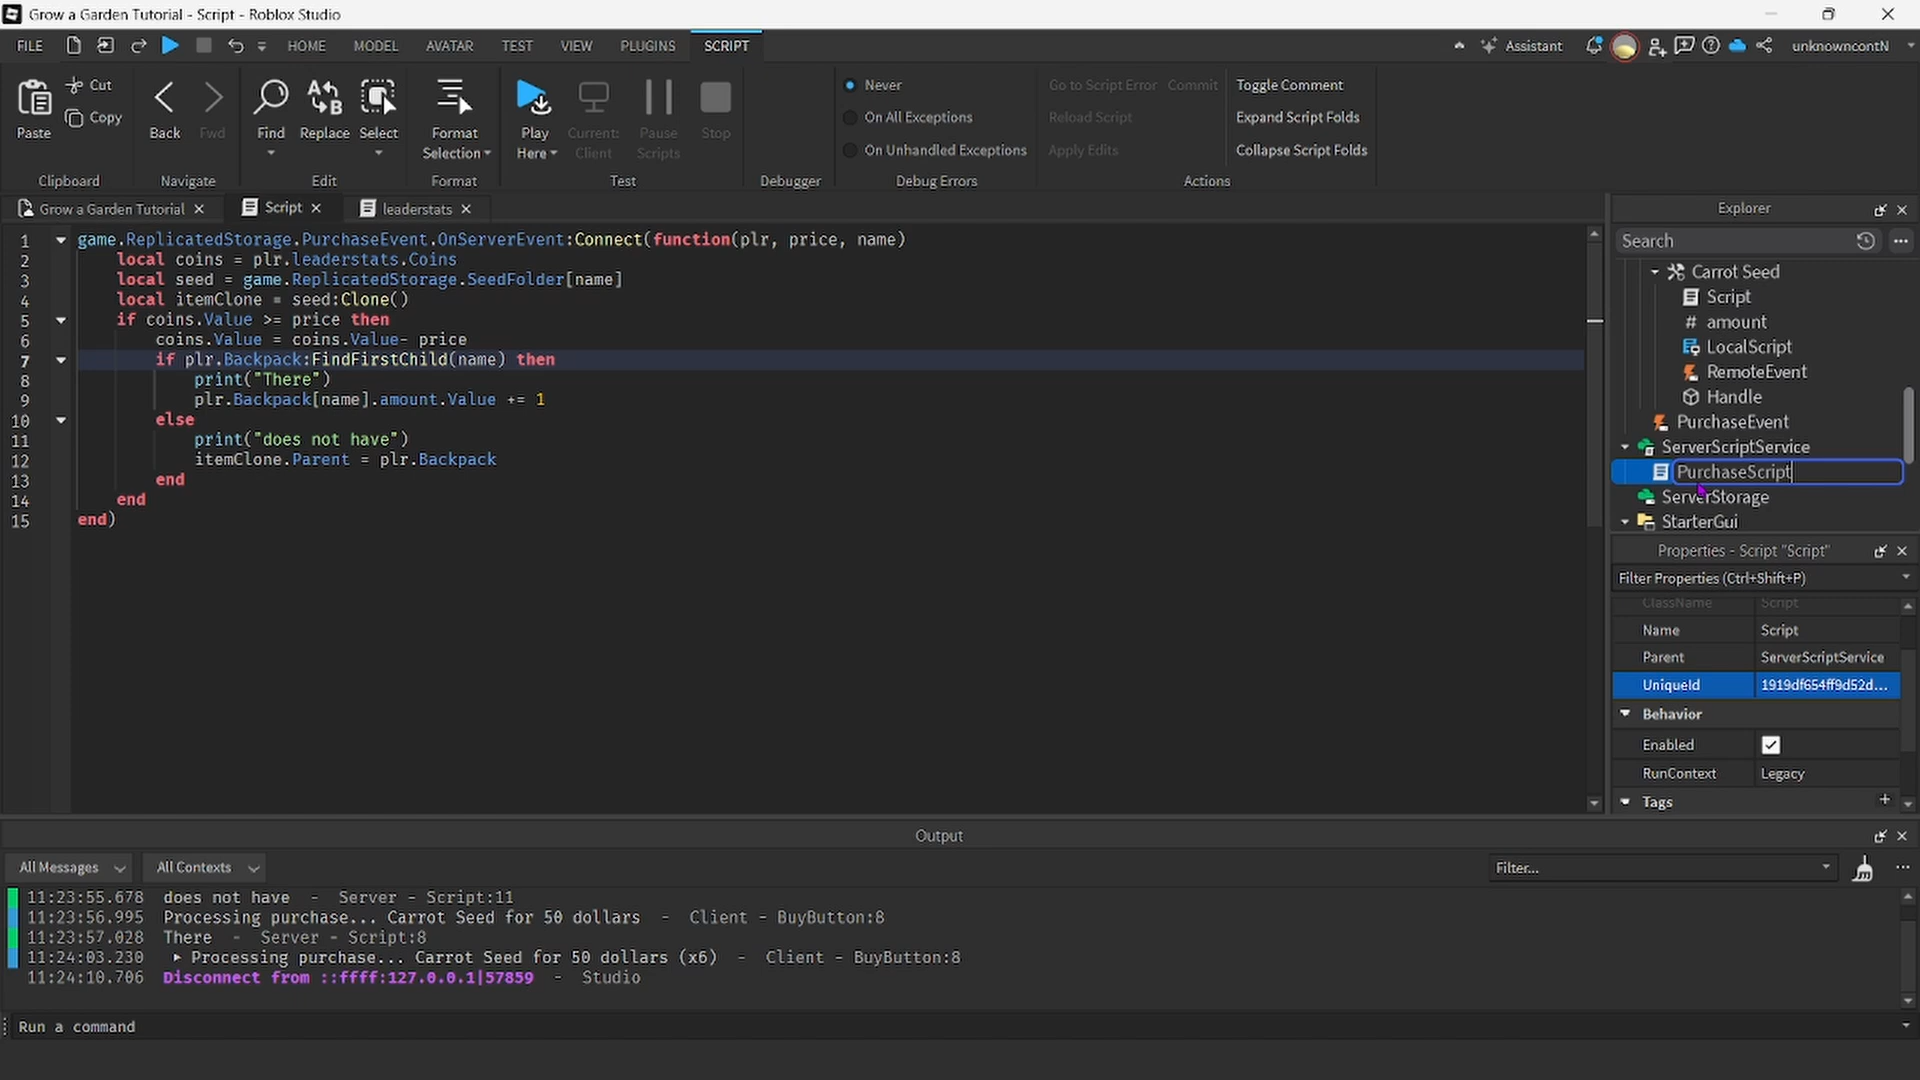 Grow a Garden Tutorial - Script - Roblox Studio
FILE HOME MODEL AVATAR TEST VIEW PLUGINS SCRIPT Assistant unknowncontN
Paste Cut Copy Back Fwd Find Replace Select Format Selection Play Here Current: Client Pause Scripts Stop
Never
On All Exceptions
On Unhandled Exceptions
Go to Script Error Commit
Reload Script
Apply Edits
Toggle Comment
Expand Script Folds
Collapse Script Folds
Clipboard Navigate Edit Format Test Debugger Debug Errors Actions
Grow a Garden Tutorial Script leaderstats
1 game.ReplicatedStorage.PurchaseEvent.OnServerEvent:Connect(function(plr, price, name)
2 local coins = plr.leaderstats.Coins
3 local seed = game.ReplicatedStorage.SeedFolder[name]
4 local itemClone = seed:Clone()
5 if coins.Value >= price then
6 coins.Value = coins.Value- price
7 if plr.Backpack:FindFirstChild(name) then
8 print("There")
9 plr.Backpack[name].amount.Value += 1
10 else
11 print("does not have")
12 itemClone.Parent = plr.Backpack
13 end
14 end
15 end)
Explorer
Search
Carrot Seed
Script
# amount
LocalScript
RemoteEvent
Handle
PurchaseEvent
ServerScriptService
PurchaseScript
ServerStorage
StarterGui
Properties - Script "Script"
Filter Properties (Ctrl+Shift+P)
ClassName Script
Name Script
Parent ServerScriptService
UniqueId 1919df654ff9d52d...
Behavior
Enabled
RunContext Legacy
Tags +
Output
All Messages All Contexts Filter...
11:23:55.678 does not have - Server - Script:11
11:23:56.995 Processing purchase... Carrot Seed for 50 dollars - Client - BuyButton:8
11:23:57.028 There - Server - Script:8
11:24:03.230 Processing purchase... Carrot Seed for 50 dollars (x6) - Client - BuyButton:8
11:24:10.706 Disconnect from ::ffff:127.0.0.1|57859 - Studio
Run a command